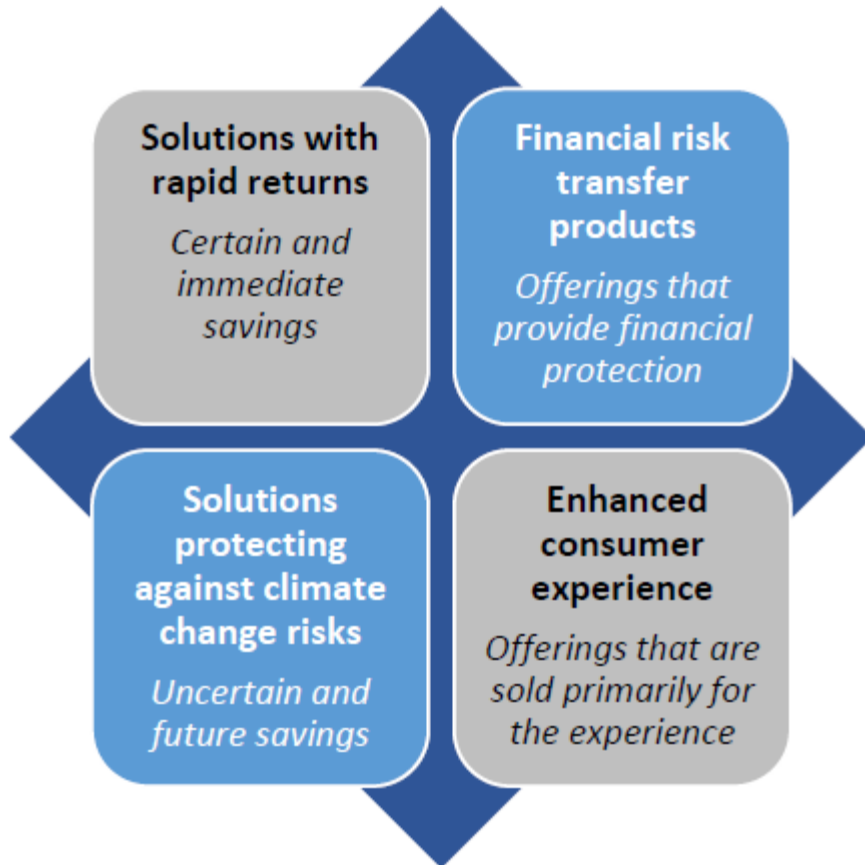 Solutions with
rapid returns
Certain and
immediate
savings
Financial risk
transfer
products
Offerings that
provide financial
protection
Solutions
protecting
against climate
change risks
Uncertain and
future savings
Enhanced
consumer
experience
Offerings that are
sold primarily for
the experience